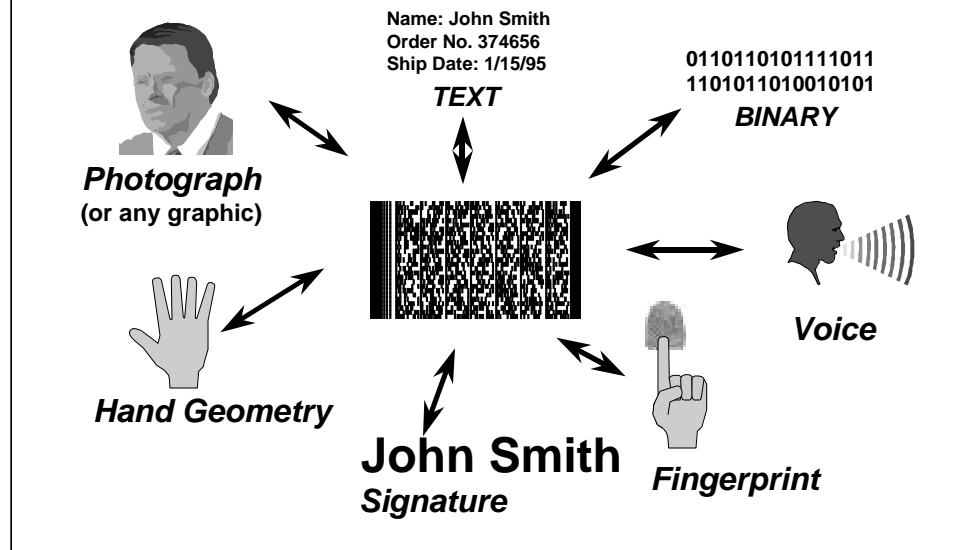 Name: John Smith
Order No. 374656
Ship Date: 1/15/95
TEXT
0110110101111011
1101011010010101
BINARY
Photograph
(or any graphic)
Voice
Hand Geometry
John Smith
Signature
Fingerprint